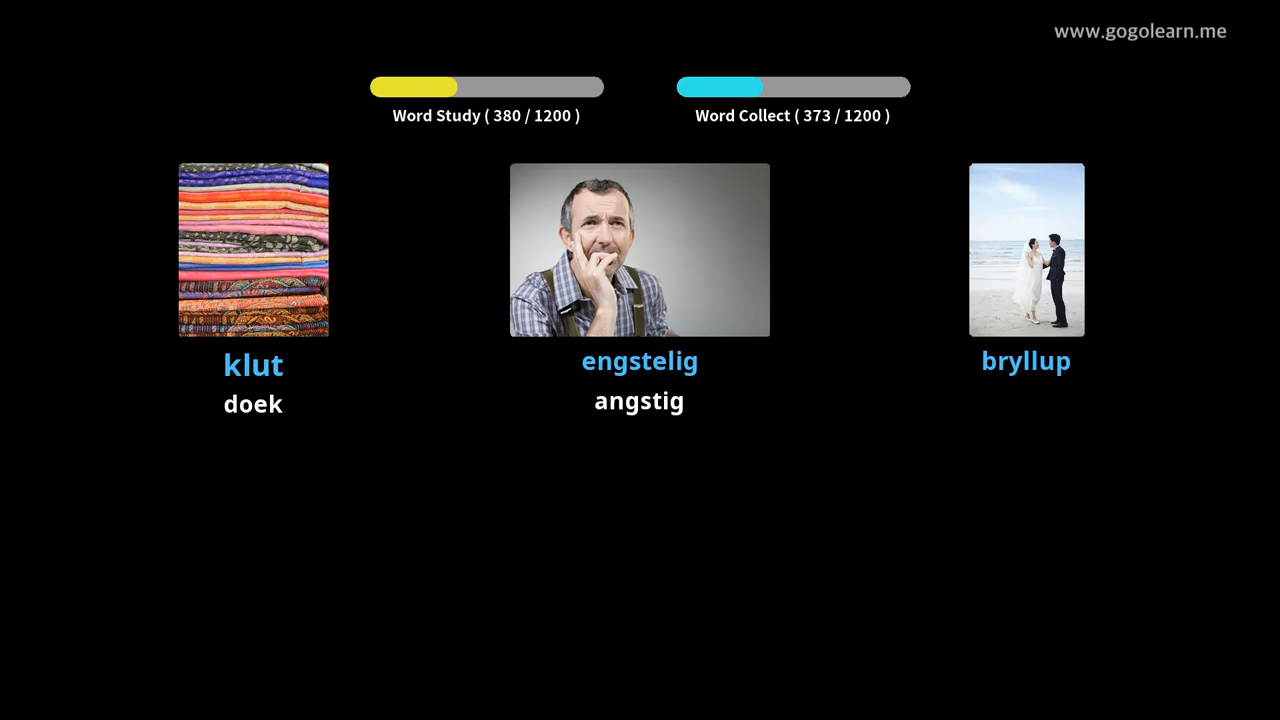 www.gogolearn.me
Word Study ( 380 / 1200 )
Word Collect ( 373 / 1200 )
klut
doek
engstelig
angstig
bryllup